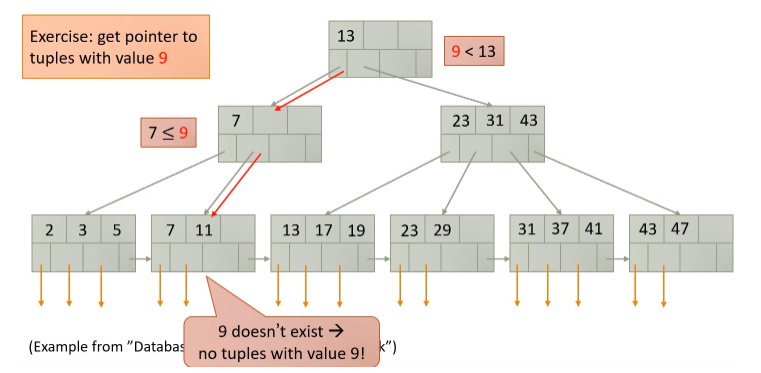 Exercise: get pointer to
tuples with value 9
13
9 < 13
7
7 ≤ 9
23 31 43
2 3 5
7 11
13 17 19
23 29
31 37 41
43 47
9 doesn't exist →
no tuples with value 9!
(Example from ”Databas k”)